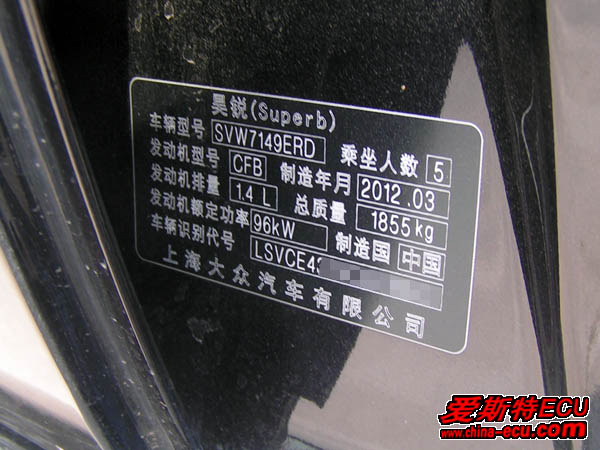 昊锐(Superb)
车辆型号 SVW7149ERD 乘坐人数 5
发动机型号 CFB 制造年月 2012.03
发动机排量 1.4 L 总质量 1855kg
发动机额定功率 96kW 制造国 中国
车辆识别代号 LSVCE43
上海大众汽车有限公司
爱斯特ECU
www.china-ecu.com